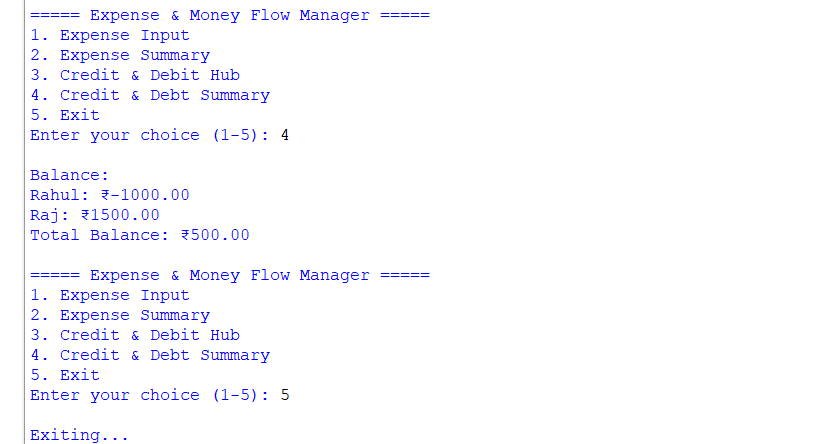 ===== Expense & Money Flow Manager =====
1. Expense Input
2. Expense Summary
3. Credit & Debit Hub
4. Credit & Debt Summary
5. Exit
Enter your choice (1-5): 4
Balance:
Rahul: ₹-1000.00
Raj: ₹1500.00
Total Balance: ₹500.00
===== Expense & Money Flow Manager =====
1. Expense Input
2. Expense Summary
3. Credit & Debit Hub
4. Credit & Debt Summary
5. Exit
Enter your choice (1-5): 5
Exiting...